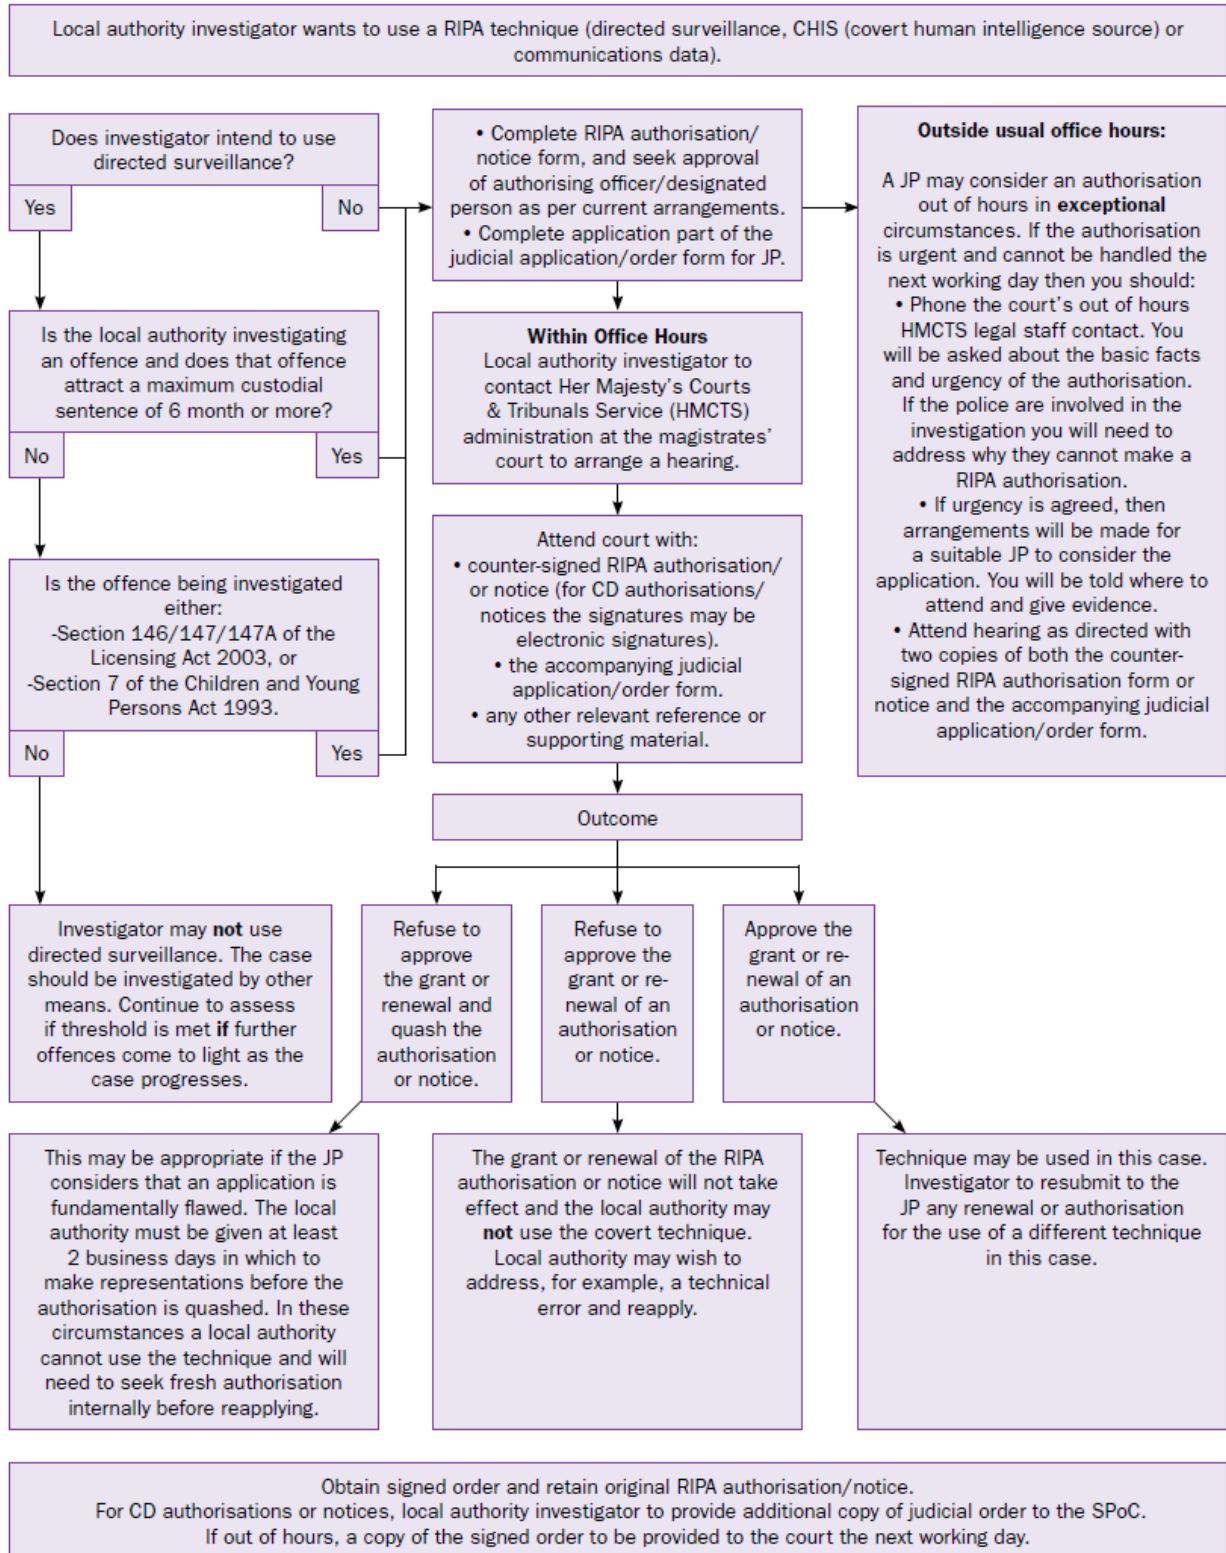 Local authority investigator wants to use a RIPA technique (directed surveillance, CHIS (covert human intelligence source) or
communications data).
Does investigator intend to use
directed surveillance?
Yes
No
Is the local authority investigating
an offence and does that offence
attract a maximum custodial
sentence of 6 month or more?
No
Yes
Is the offence being investigated
either:
-Section 146/147/147A of the
Licensing Act 2003, or
-Section 7 of the Children and Young
Persons Act 1993.
No
Yes
Investigator may not use
directed surveillance. The case
should be investigated by other
means. Continue to assess
if threshold is met if further
offences come to light as the
case progresses.
• Complete RIPA authorisation/
notice form, and seek approval
of authorising officer/designated
person as per current arrangements.
• Complete application part of the
judicial application/order form for JP.
Within Office Hours
Local authority investigator to
contact Her Majesty's Courts
& Tribunals Service (HMCTS)
administration at the magistrates'
court to arrange a hearing.
Attend court with:
• counter-signed RIPA authorisation/
or notice (for CD authorisations/
notices the signatures may be
electronic signatures).
• the accompanying judicial
application/order form.
• any other relevant reference or
supporting material.
Outcome
Outside usual office hours:
A JP may consider an authorisation
out of hours in exceptional
circumstances. If the authorisation
is urgent and cannot be handled the
next working day then you should:
• Phone the court's out of hours
HMCTS legal staff contact. You
will be asked about the basic facts
and urgency of the authorisation.
If the police are involved in the
investigation you will need to
address why they cannot make a
RIPA authorisation.
• If urgency is agreed, then
arrangements will be made for
a suitable JP to consider the
application. You will be told where to
attend and give evidence.
• Attend hearing as directed with
two copies of both the counter-
signed RIPA authorisation form or
notice and the accompanying judicial
application/order form.
Refuse to
approve
the grant or
renewal and
quash the
authorisation
or notice.
Refuse to
approve the
grant or re-
newal of an
authorisation
or notice.
Approve the
grant or re-
newal of an
authorisation
or notice.
This may be appropriate if the JP
considers that an application is
fundamentally flawed. The local
authority must be given at least
2 business days in which to
make representations before the
authorisation is quashed. In these
circumstances a local authority
cannot use the technique and will
need to seek fresh authorisation
internally before reapplying.
The grant or renewal of the RIPA
authorisation or notice will not take
effect and the local authority may
not use the covert technique.
Local authority may wish to
address, for example, a technical
error and reapply.
Technique may be used in this case.
Investigator to resubmit to the
JP any renewal or authorisation
for the use of a different technique
in this case.
Obtain signed order and retain original RIPA authorisation/notice.
For CD authorisations or notices, local authority investigator to provide additional copy of judicial order to the SPoC.
If out of hours, a copy of the signed order to be provided to the court the next working day.